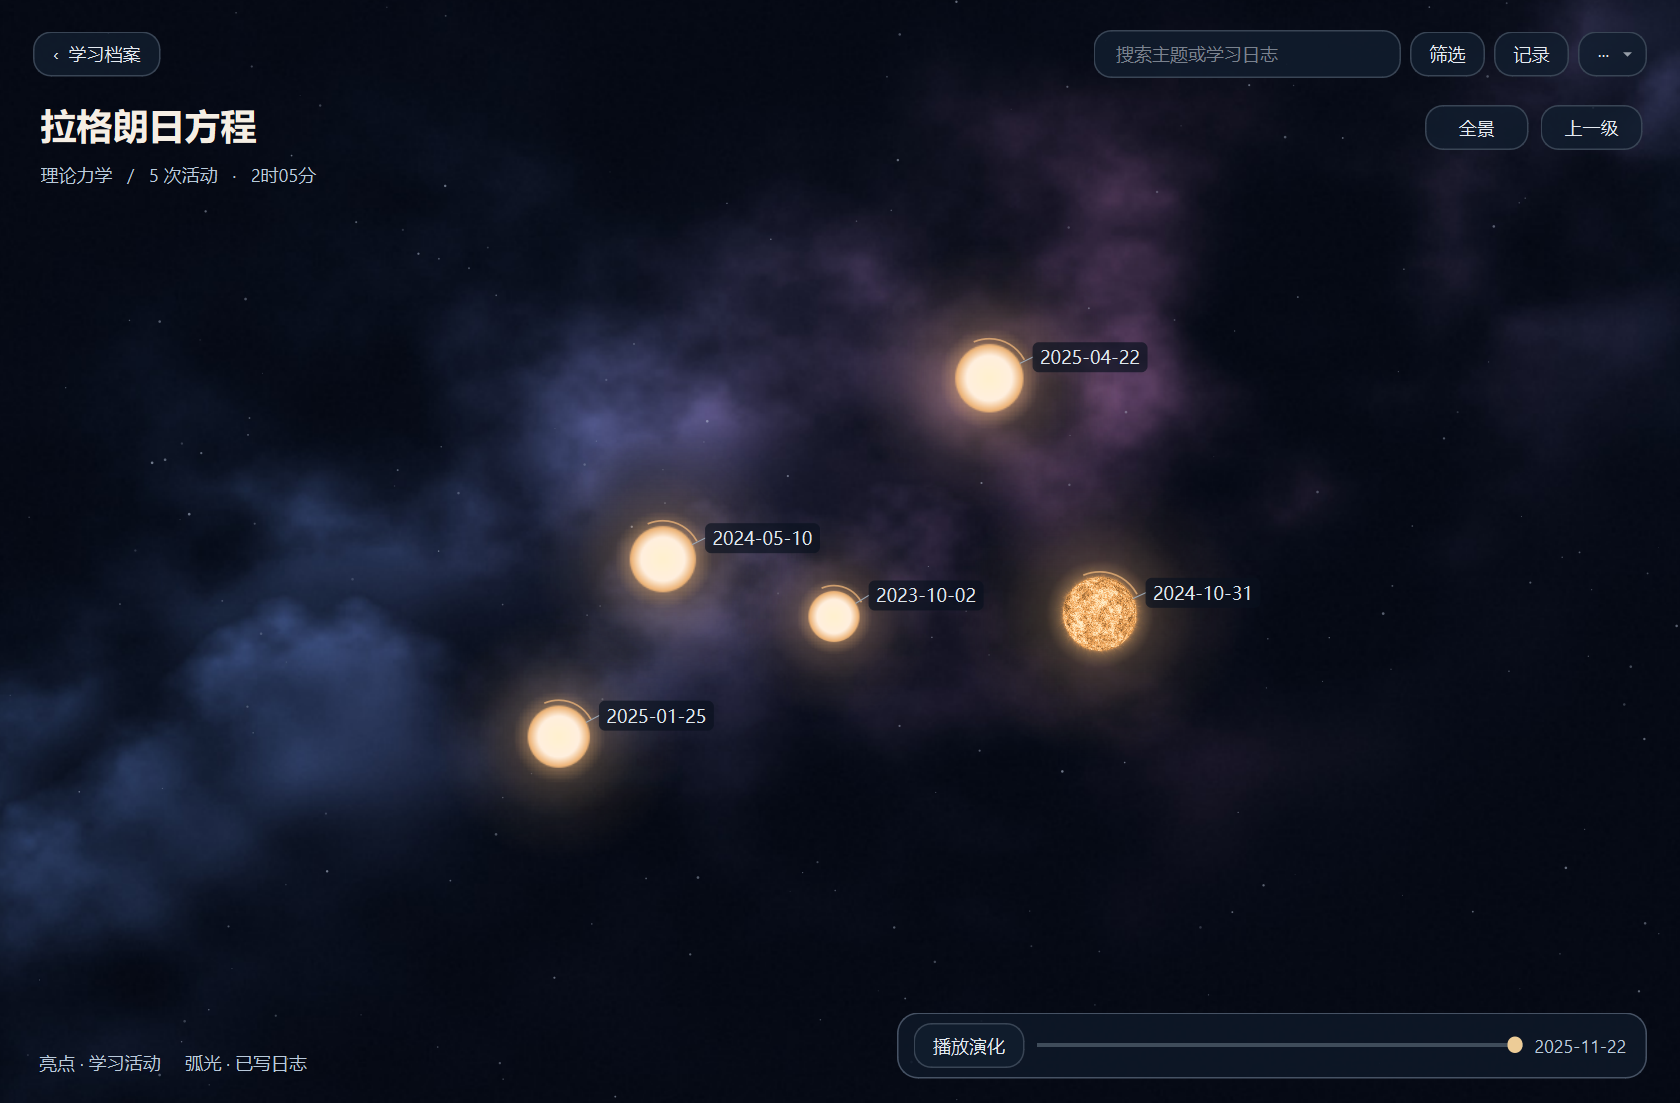 ‹ 学习档案
搜索主题或学习日志
筛选
记录
...
拉格朗日方程
全景
上一级
理论力学 / 5 次活动 · 2时05分
2025-04-22
2024-05-10
2023-10-02
2024-10-31
2025-01-25
播放演化
2025-11-22
亮点 · 学习活动 弧光 · 已写日志